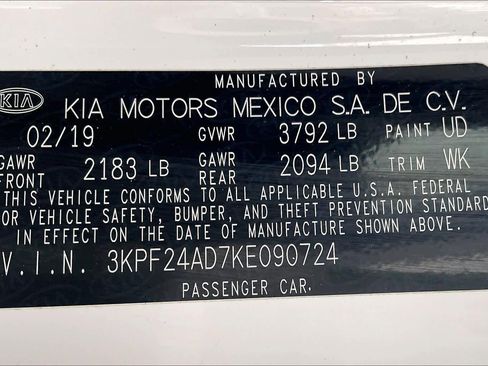 MANUFACTURED BY
KIA KIA MOTORS MEXICO S.A. DE C.V.
02/19 GVWR 3792 LB PAINT UD
GAWR FRONT 2183 LB GAWR REAR 2094 LB TRIM WK
THIS VEHICLE CONFORMS TO ALL APPLICABLE U.S.A. FEDERAL
OR VEHICLE SAFETY, BUMPER, AND THEFT PREVENTION STANDARD
IN EFFECT ON THE DATE OF MANUFACTURE SHOWN ABOVE.
V.I.N. 3KPF24AD7KE090724
PASSENGER CAR.